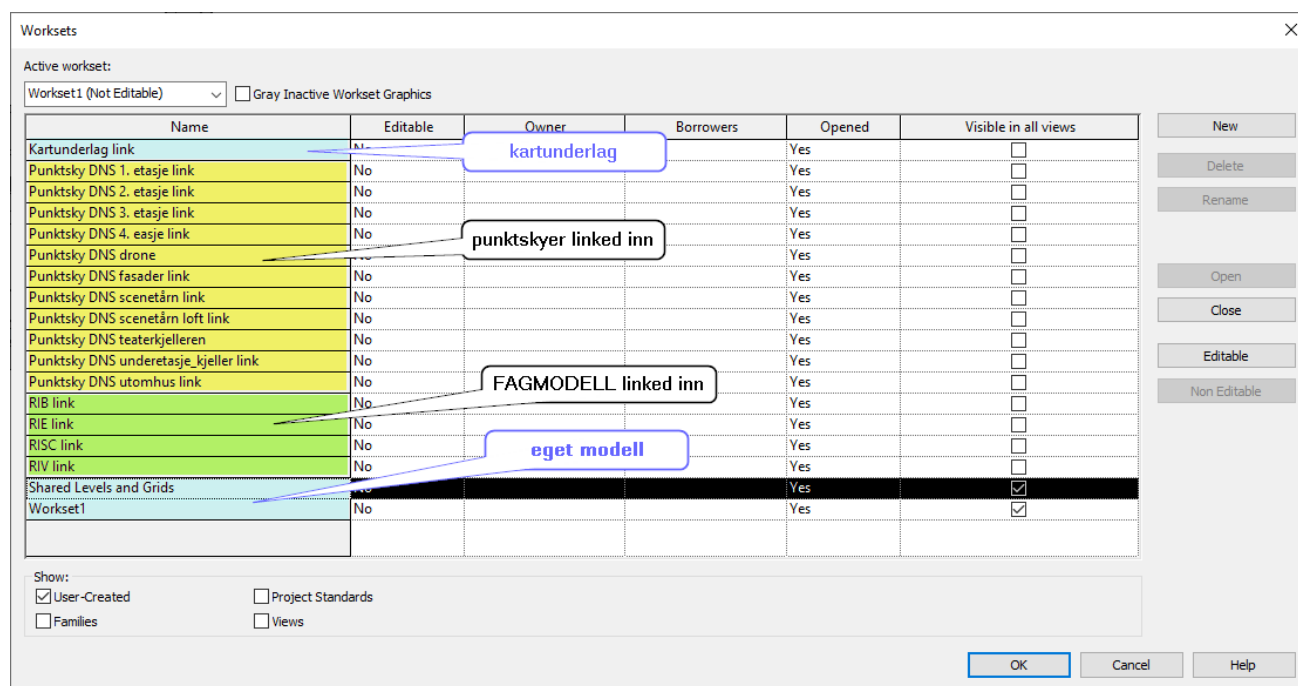 Worksets
Active workset:
Workset1 (Not Editable) Gray Inactive Workset Graphics
Name Editable Owner Borrowers Opened Visible in all views New
Kartunderlag link No kartunderlag Yes
Punktsky DNS 1. etasje link No Yes Delete
Punktsky DNS 2. etasje link No Yes
Punktsky DNS 3. etasje link No Yes Rename
Punktsky DNS 4. easje link No punktskyer linked inn Yes
Punktsky DNS drone No Yes
Punktsky DNS fasader link No Yes Open
Punktsky DNS scenetårn link No Yes
Punktsky DNS scenetårn loft link No Yes Close
Punktsky DNS teaterkjelleren No Yes
Punktsky DNS underetasje_kjeller link No Yes Editable
Punktsky DNS utomhus link No FAGMODELL linked inn Yes
RIB link No Yes Non Editable
RIE link No Yes
RISC link No eget modell Yes
RIV link No Yes
Shared Levels and Grids No Yes
Workset1 No Yes
Show:
User-Created Project Standards
Families Views
OK Cancel Help